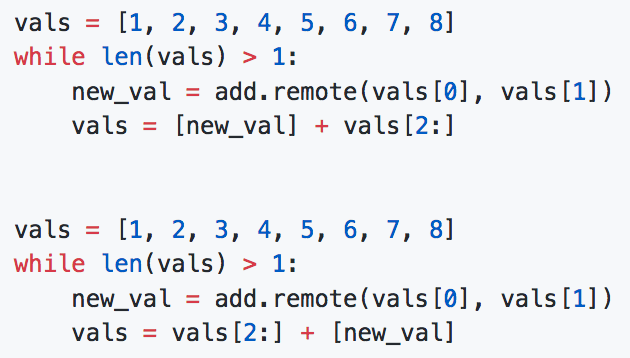 vals = [1, 2, 3, 4, 5, 6, 7, 8]
while len(vals) > 1:
    new_val = add.remote(vals[0], vals[1])
    vals = [new_val] + vals[2:]
vals = [1, 2, 3, 4, 5, 6, 7, 8]
while len(vals) > 1:
    new_val = add.remote(vals[0], vals[1])
    vals = vals[2:] + [new_val]